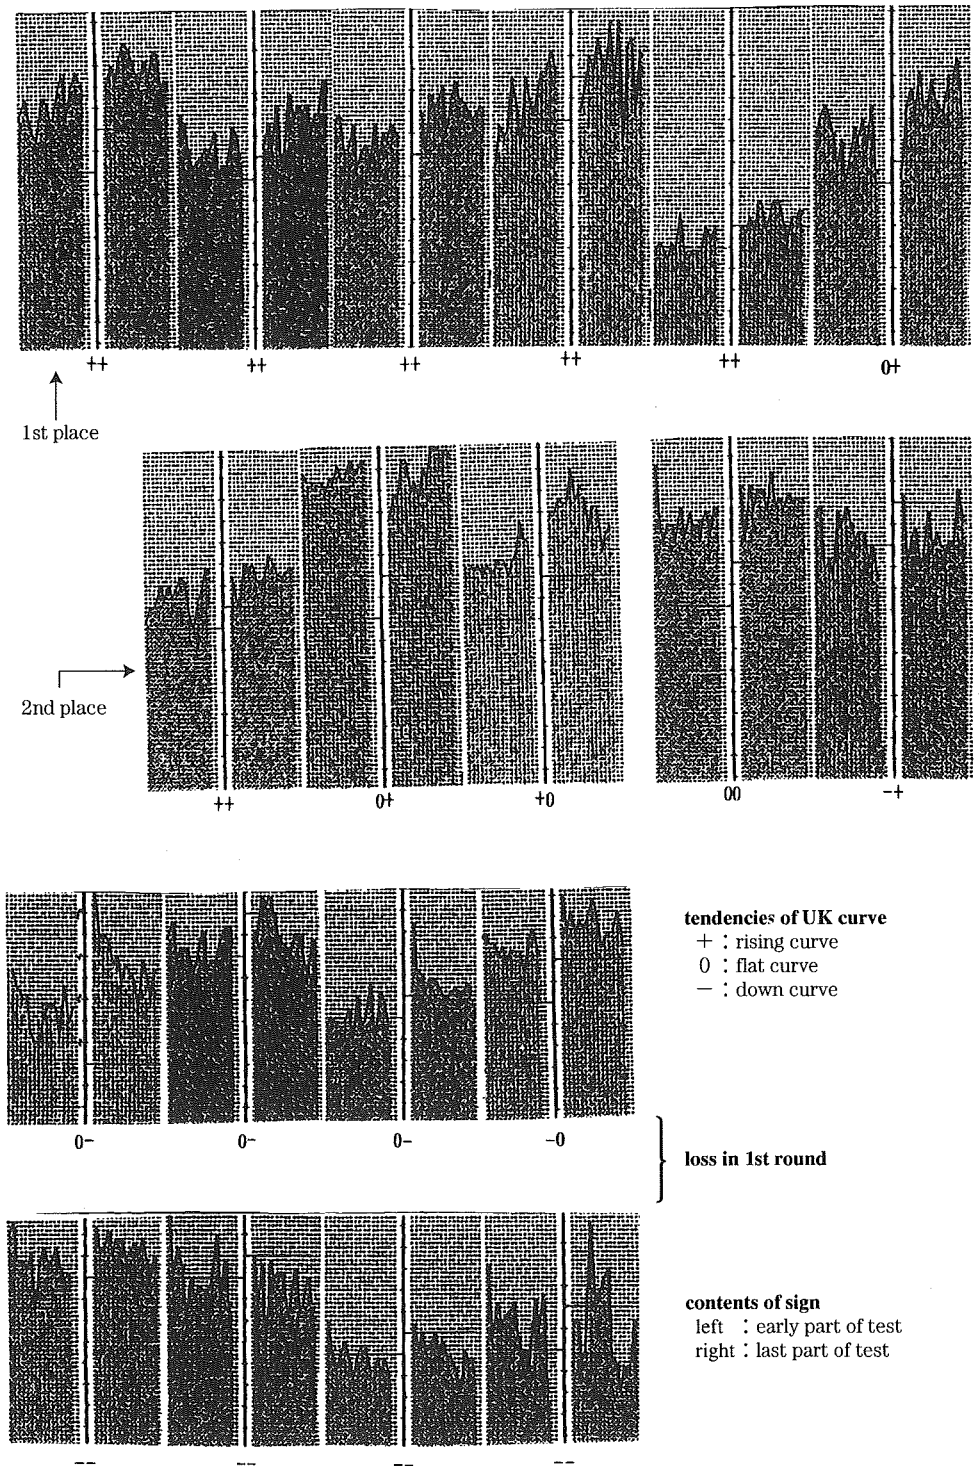 ++ ++ ++ ++ ++ 0+
1st place
2nd place
++ 0+ +0 00 -+
tendencies of UK curve
+ : rising curve
0 : flat curve
− : down curve
0- 0- 0- -0
loss in 1st round
contents of sign
left : early part of test
right : last part of test
-- -- -- --